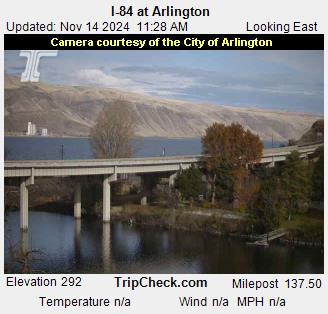 I-84 at Arlington
Updated: Nov 14 2024 11:28 AM Looking East
Camera courtesy of the City of Arlington
Elevation 292 TripCheck.com Milepost 137.50
Temperature n/a Wind n/a MPH n/a